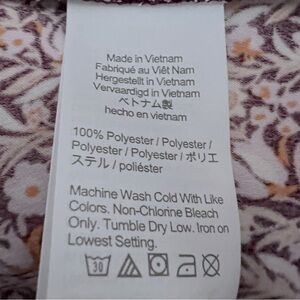 Made in Vietnam
Fabriqué au Viêt Nam
Hergestellt in Vietnam
Vervaardigd in Vietnam
ベトナム製
hecho en vietnam
100% Polyester / Polyester /
Polyester / Polyester / ポリエ
ステル / poliéster
Machine Wash Cold With Like
Colors. Non-Chlorine Bleach
Only. Tumble Dry Low. Iron on
Lowest Setting.
30